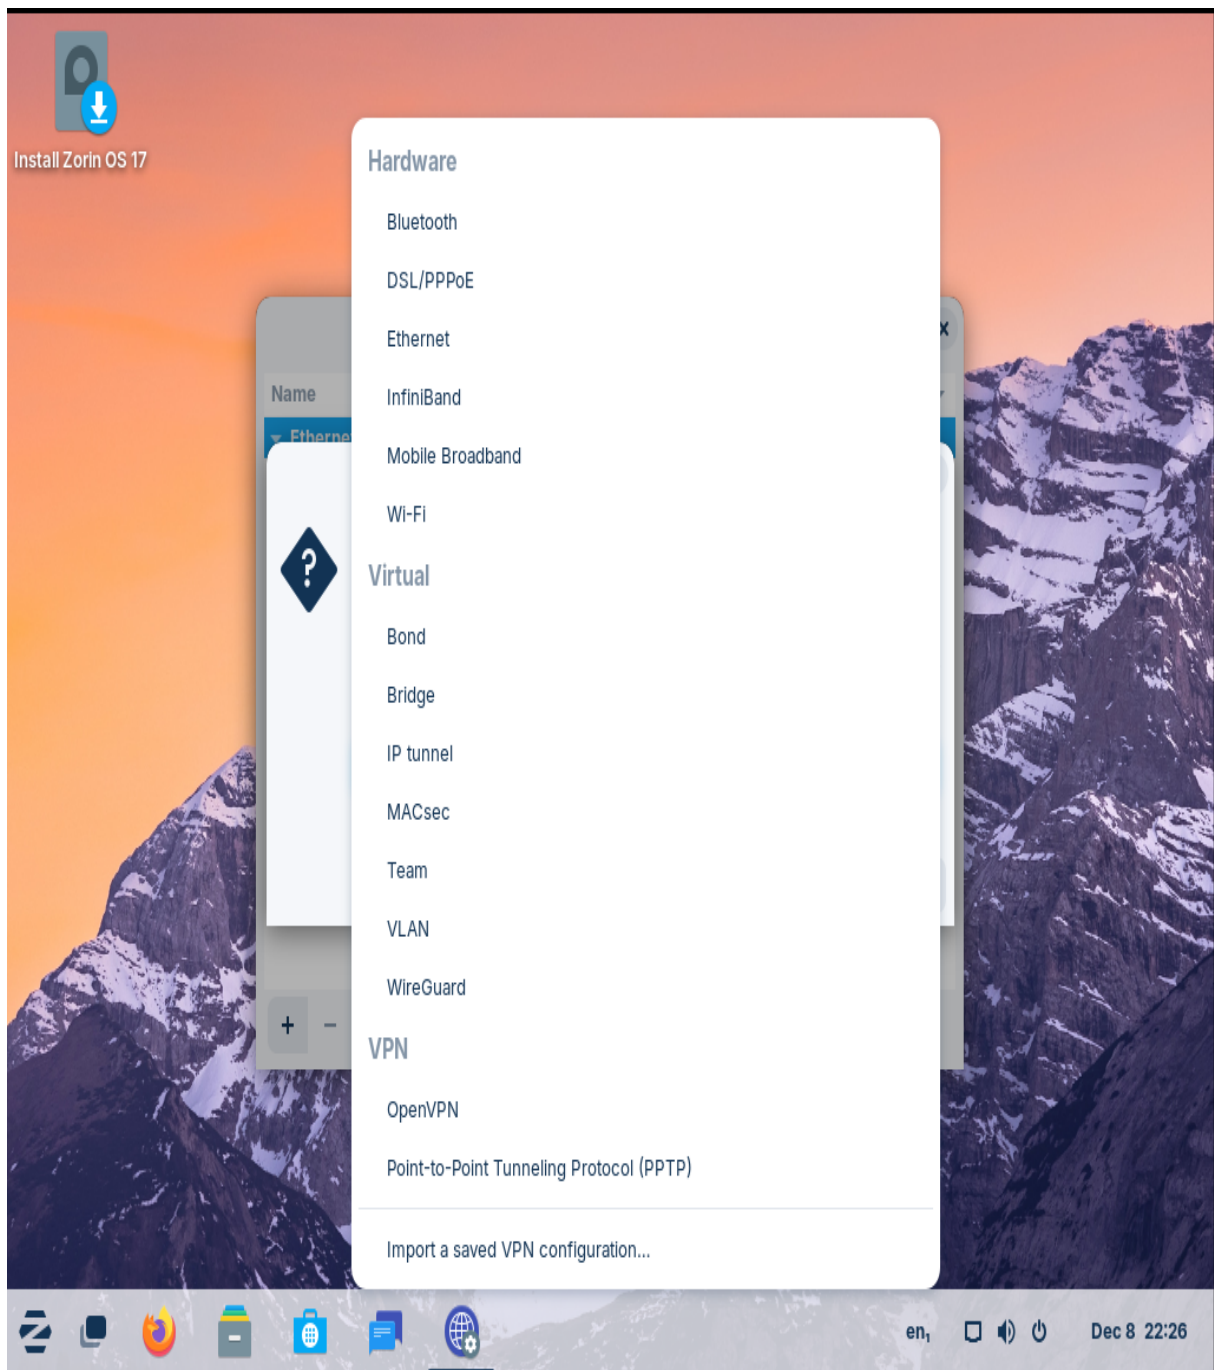 Install Zorin OS 17
Hardware
Bluetooth
DSL/PPPoE
Ethernet
InfiniBand
Mobile Broadband
Wi-Fi
Virtual
Bond
Bridge
IP tunnel
MACsec
Team
VLAN
WireGuard
VPN
OpenVPN
Point-to-Point Tunneling Protocol (PPTP)
Import a saved VPN configuration...
Name
Etherne
?
+ −
en₁
Dec 8 22:26